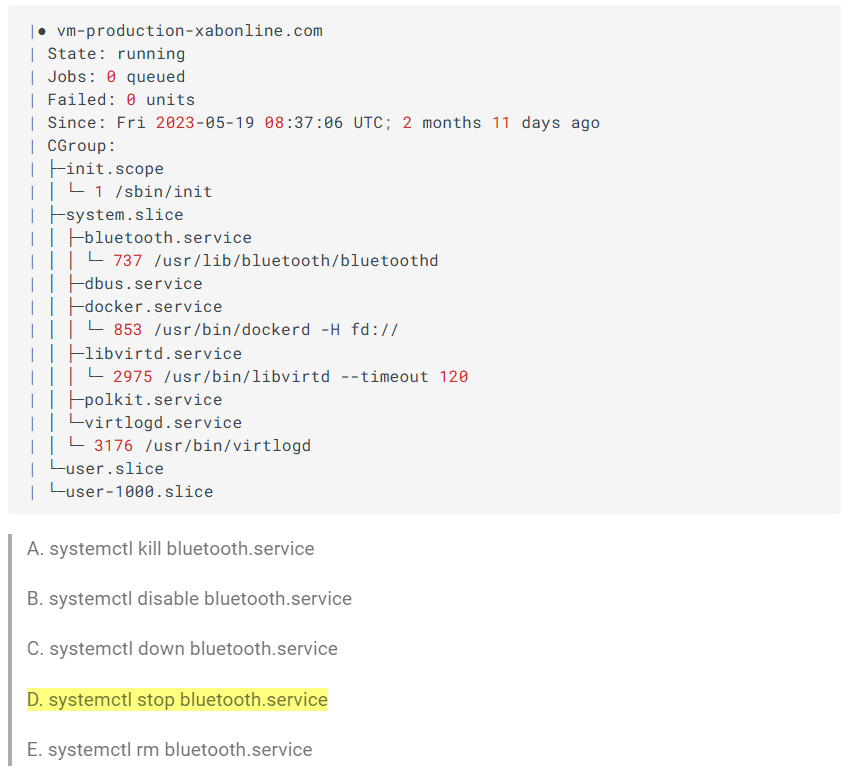 |● vm-production-xabonline.com
| State: running
| Jobs: 0 queued
| Failed: 0 units
| Since: Fri 2023-05-19 08:37:06 UTC; 2 months 11 days ago
| CGroup:
| ├─init.scope
| │ └─ 1 /sbin/init
| ├─system.slice
| │ ├─bluetooth.service
| │ │ └─ 737 /usr/lib/bluetooth/bluetoothd
| │ ├─dbus.service
| │ ├─docker.service
| │ │ └─ 853 /usr/bin/dockerd -H fd://
| │ ├─libvirtd.service
| │ │ └─ 2975 /usr/bin/libvirtd --timeout 120
| │ ├─polkit.service
| │ └─virtlogd.service
| │ └─ 3176 /usr/bin/virtlogd
| └─user.slice
| └─user-1000.slice
A. systemctl kill bluetooth.service
B. systemctl disable bluetooth.service
C. systemctl down bluetooth.service
D. systemctl stop bluetooth.service
E. systemctl rm bluetooth.service